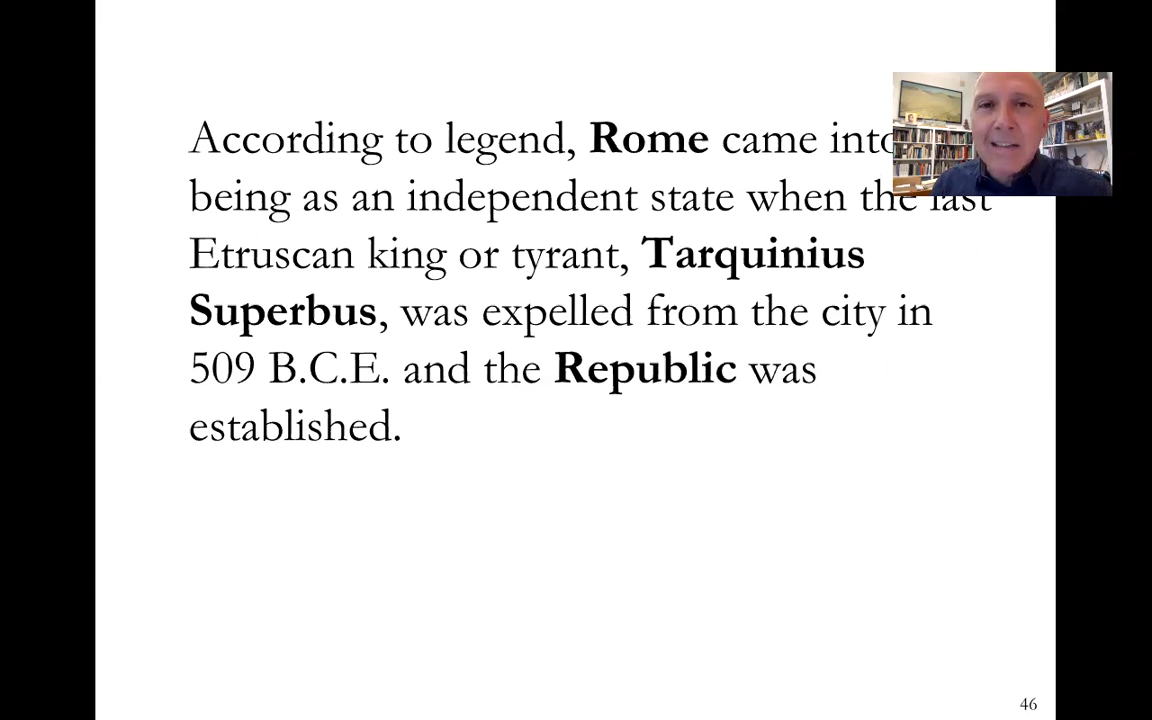 According to legend, Rome came into
being as an independent state when the last
Etruscan king or tyrant, Tarquinius
Superbus, was expelled from the city in
509 B.C.E. and the Republic was
established.
46